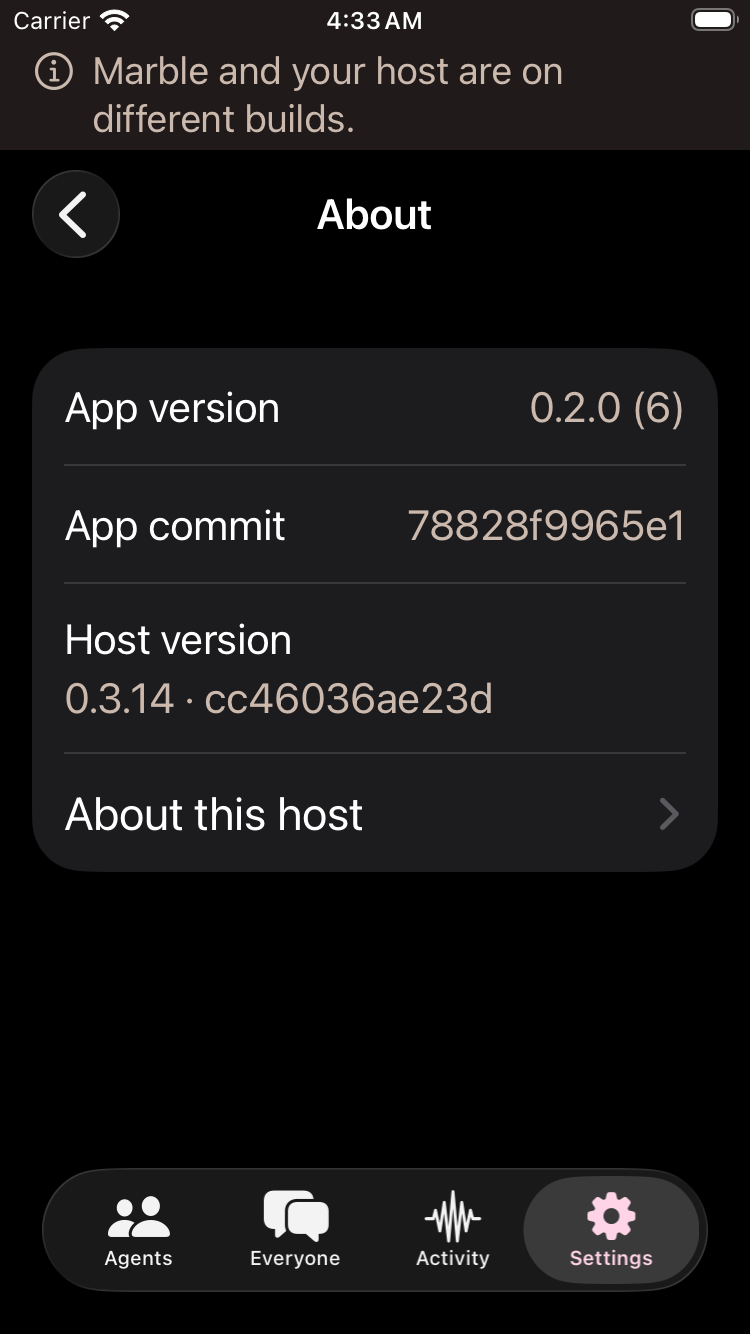 Carrier 4:33 AM
Marble and your host are on
different builds.
About
App version 0.2.0 (6)
App commit 78828f9965e1
Host version
0.3.14 · cc46036ae23d
About this host
Agents Everyone Activity Settings